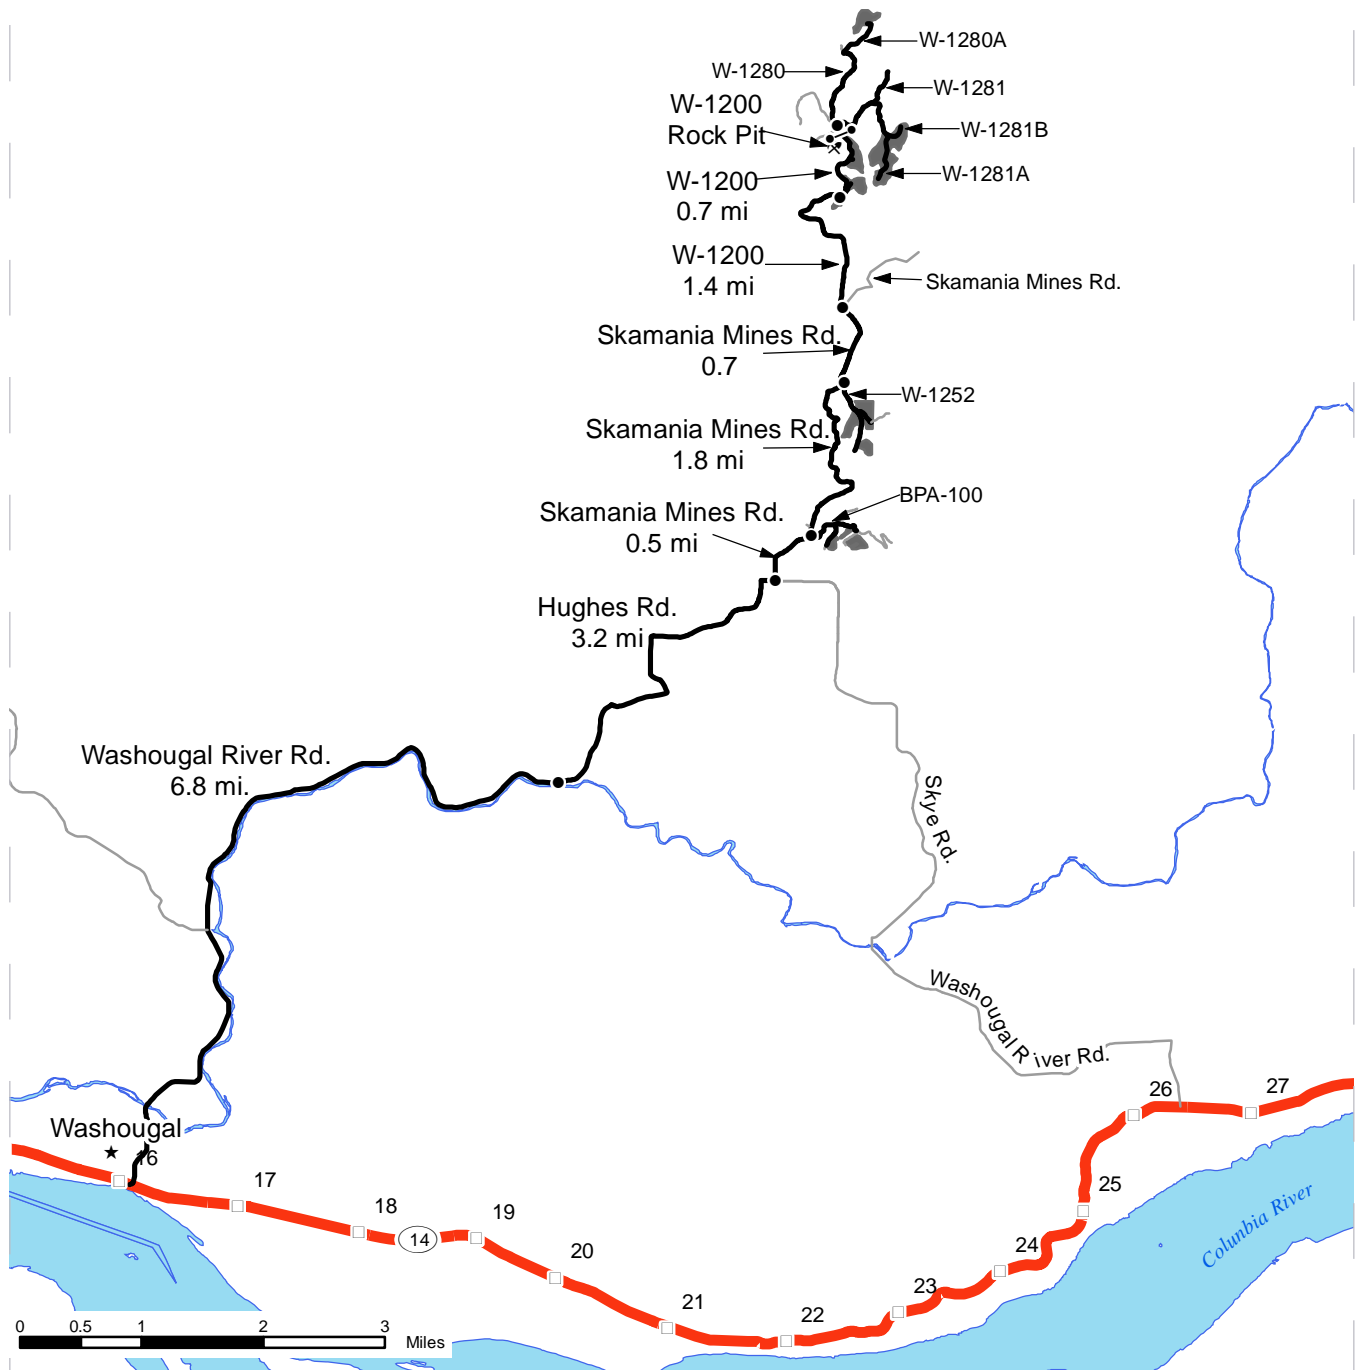 W-1280A
W-1280
W-1281
W-1200
Rock Pit
W-1281B
W-1281A
W-1200
0.7 mi
W-1200
1.4 mi
Skamania Mines Rd.
Skamania Mines Rd.
0.7
W-1252
Skamania Mines Rd.
1.8 mi
BPA-100
Skamania Mines Rd.
0.5 mi
Hughes Rd.
3.2 mi
Washougal River Rd.
6.8 mi.
Skye Rd.
Washougal River Rd.
Washougal
16
17
18
14
19
20
21
22
23
24
25
26
27
Colunbia River
0 0.5 1 2 3
Miles